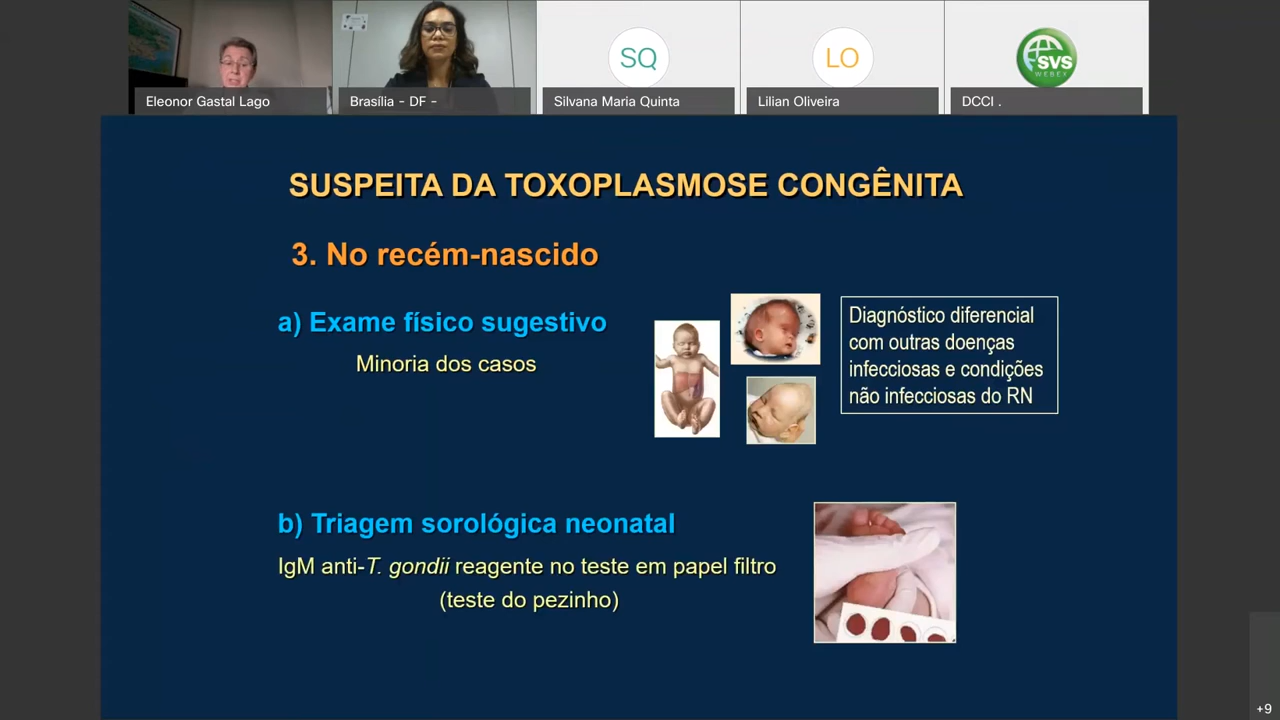 SQ
LO
SVS
WEBEX
Eleonor Gastal Lago
Brasília - DF -
Silvana Maria Quinta
Lilian Oliveira
DCCI .
SUSPEITA DA TOXOPLASMOSE CONGÊNITA
3. No recém-nascido
a) Exame físico sugestivo
Minoria dos casos
Diagnóstico diferencial
com outras doenças
infecciosas e condições
não infecciosas do RN
b) Triagem sorológica neonatal
IgM anti-T. gondii reagente no teste em papel filtro
(teste do pezinho)
+9